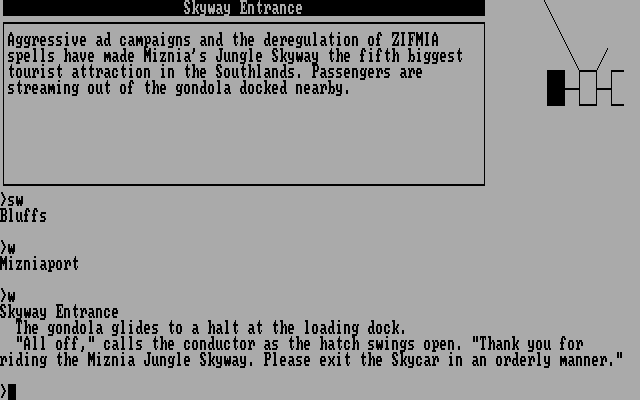 Skyway Entrance
Aggressive ad campaigns and the deregulation of ZIFMIA
spells have made Miznia's Jungle Skyway the fifth biggest
tourist attraction in the Southlands. Passengers are
streaming out of the gondola docked nearby.
>sw
Bluffs
>w
Mizniaport
>w
Skyway Entrance
The gondola glides to a halt at the loading dock.
"All off," calls the conductor as the hatch swings open. "Thank you for
riding the Miznia Jungle Skyway. Please exit the Skycar in an orderly manner."
>